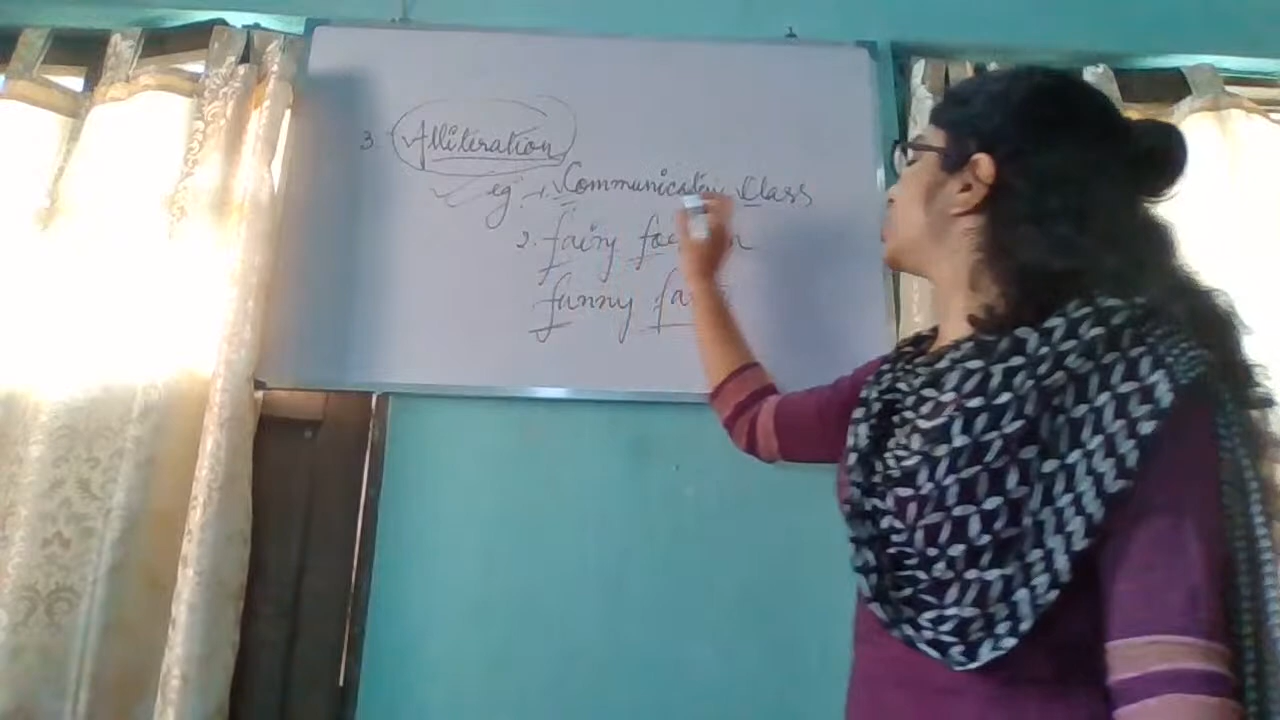 3 Alliteration
eg:- 1. Communication Class
2. fairy
funny